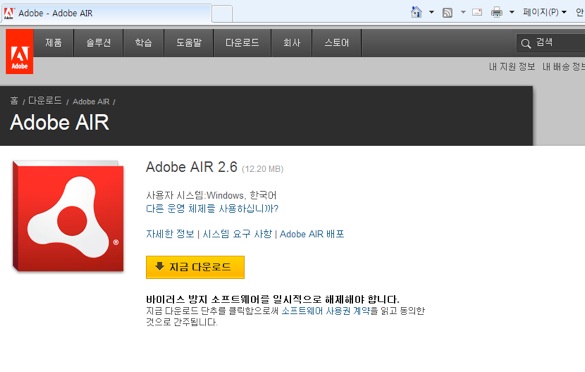 Adobe - Adobe AIR
페이지(P)
안
Adobe
제품 솔루션 학습 도움말 다운로드 회사 스토어 검색
내 지원 정보 내 배송 정보
홈 / 다운로드 / Adobe AIR /
Adobe AIR
Adobe AIR 2.6 (12.20 MB)
사용자 시스템:Windows, 한국어
다른 운영 체제를 사용하십니까?
자세한 정보 | 시스템 요구 사항 | Adobe AIR 배포
지금 다운로드
바이러스 방지 소프트웨어를 일시적으로 해제해야 합니다.
지금 다운로드 단추를 클릭함으로써 소프트웨어 사용권 계약을 읽고 동의한
것으로 간주됩니다.